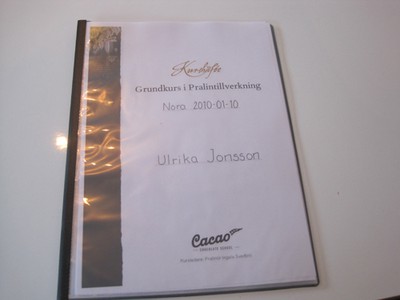 Kurshäfte
Grundkurs i Pralintillverkning
Nora 2010-01-10
Ulrika Jonsson
Cacao